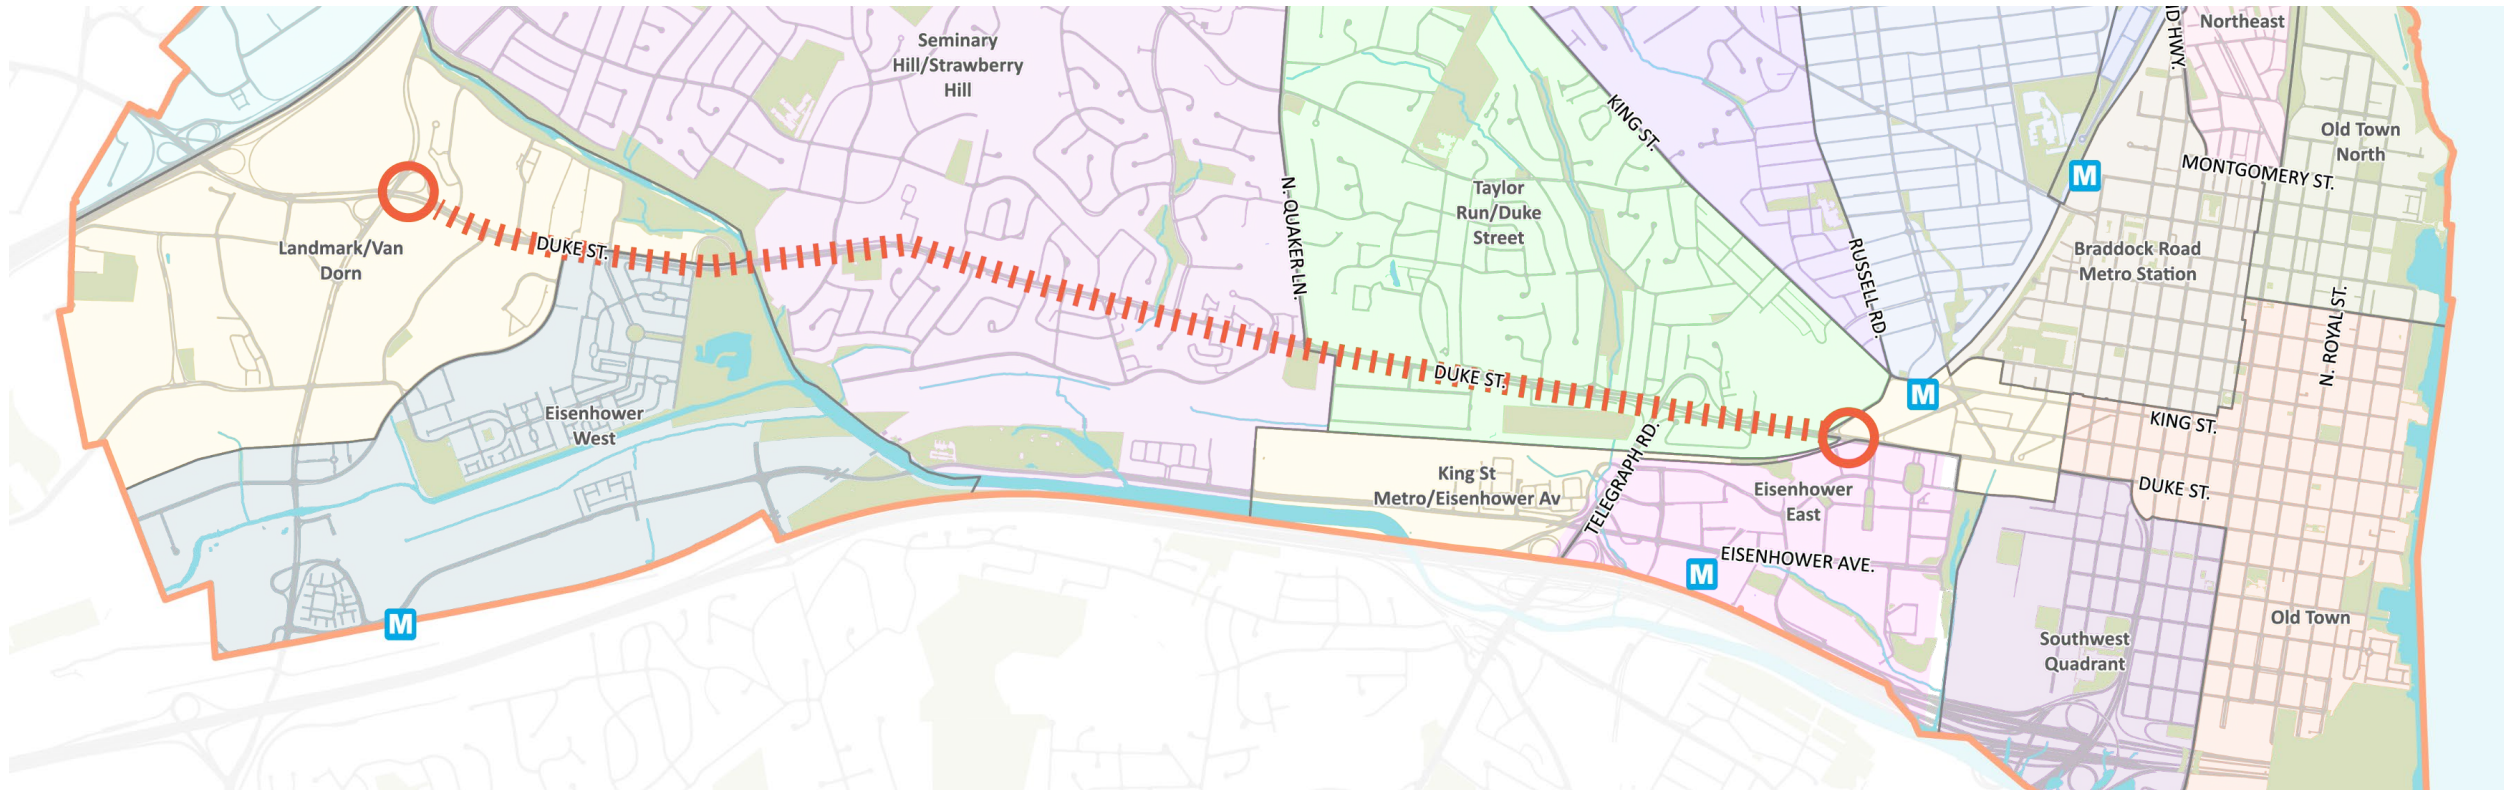 Seminary
Hill/Strawberry
Hill
Northeast
HWY.
KING ST.
Old Town
North
M
MONTGOMERY ST.
Taylor
Run/Duke
Street
N. QUAKER LN.
Landmark/Van
Dorn
DUKE ST.
RUSSELL RD.
Braddock Road
Metro Station
N. ROYAL ST.
DUKE ST.
M
Eisenhower
West
KING ST.
TELEGRAPH RD.
King St
Metro/Eisenhower Av
Eisenhower
East
DUKE ST.
EISENHOWER AVE.
M
M
Old Town
Southwest
Quadrant